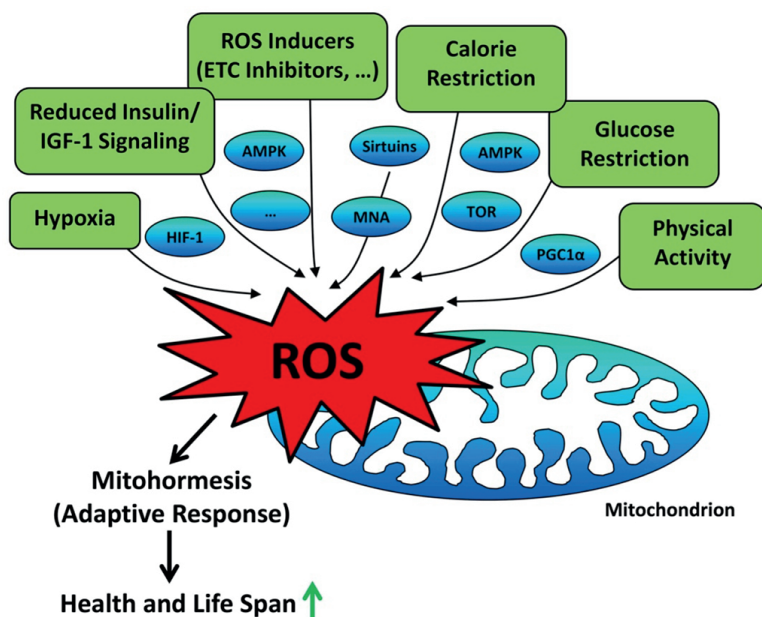 ROS Inducers
(ETC Inhibitors, ...)
Calorie
Restriction
Reduced Insulin/
IGF-1 Signaling
Glucose
Restriction
Hypoxia
Physical
Activity
AMPK
Sirtuins
AMPK
...
MNA
TOR
HIF-1
PGC1α
ROS
Mitochondrion
Mitohormesis
(Adaptive Response)
Health and Life Span